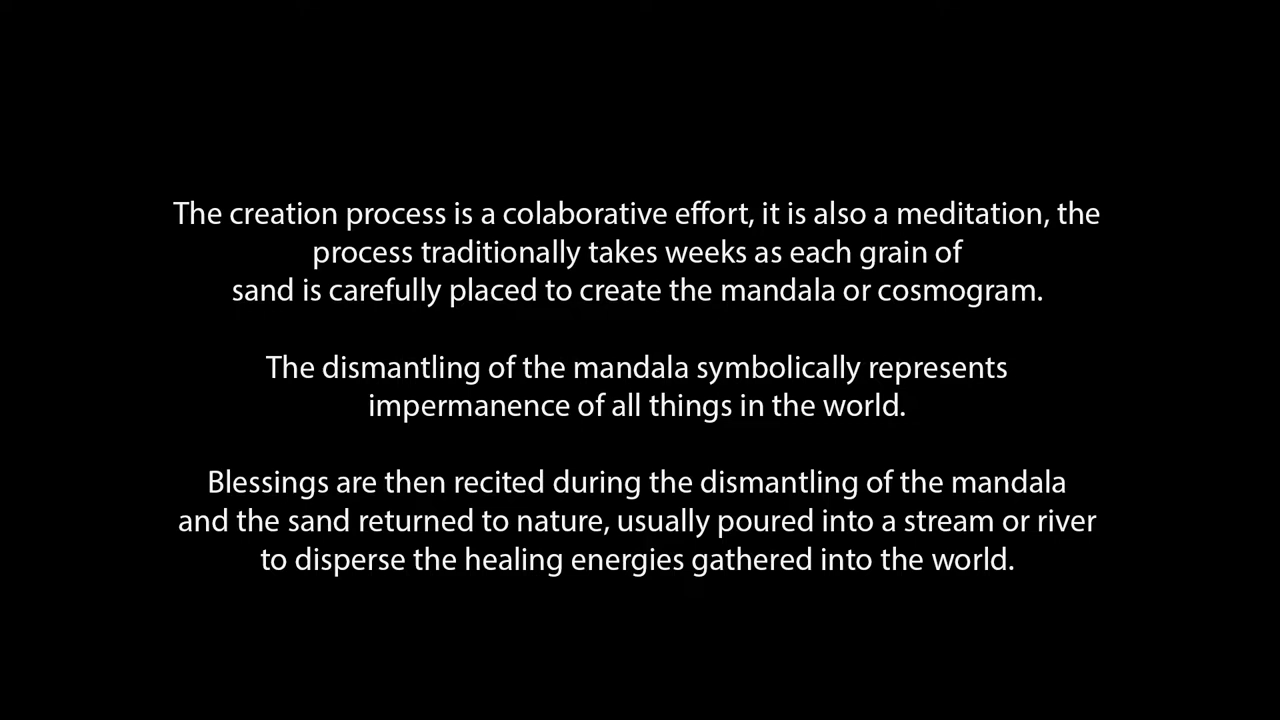 The creation process is a colaborative effort, it is also a meditation, the
process traditionally takes weeks as each grain of
sand is carefully placed to create the mandala or cosmogram.
The dismantling of the mandala symbolically represents
impermanence of all things in the world.
Blessings are then recited during the dismantling of the mandala
and the sand returned to nature, usually poured into a stream or river
to disperse the healing energies gathered into the world.